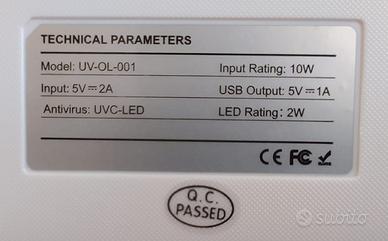 TECHNICAL PARAMETERS
Model: UV-OL-001 Input Rating: 10W
Input: 5V⎓2A USB Output: 5V⎓1A
Antivirus: UVC-LED LED Rating: 2W
CE FC
Q.C.
PASSED
subito